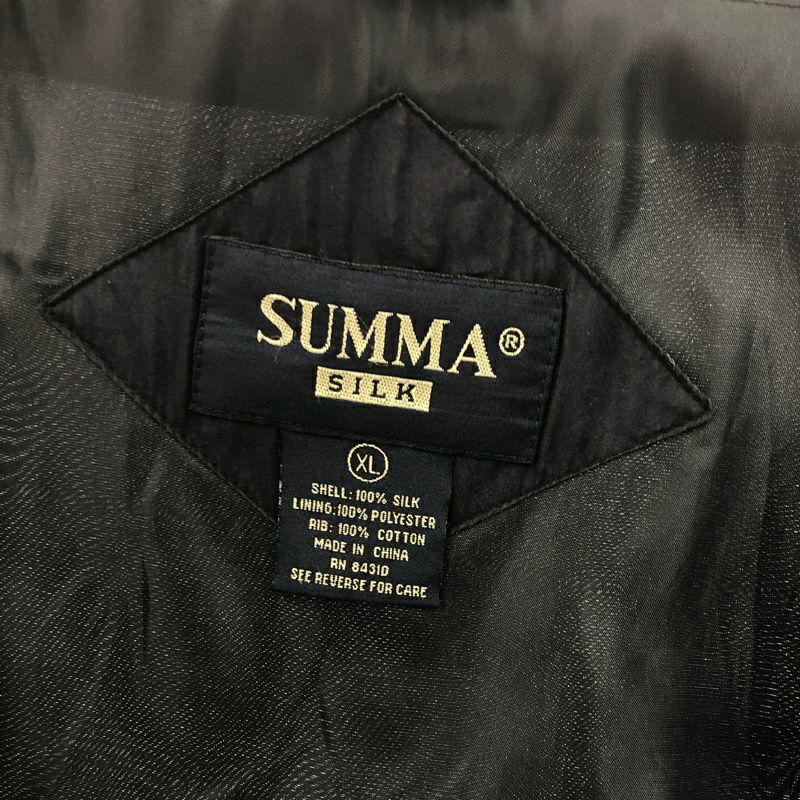 SUMMA®
SILK
XL
SHELL: 100% SILK
LINING: 100% POLYESTER
RIB: 100% COTTON
MADE IN CHINA
RN 84310
SEE REVERSE FOR CARE